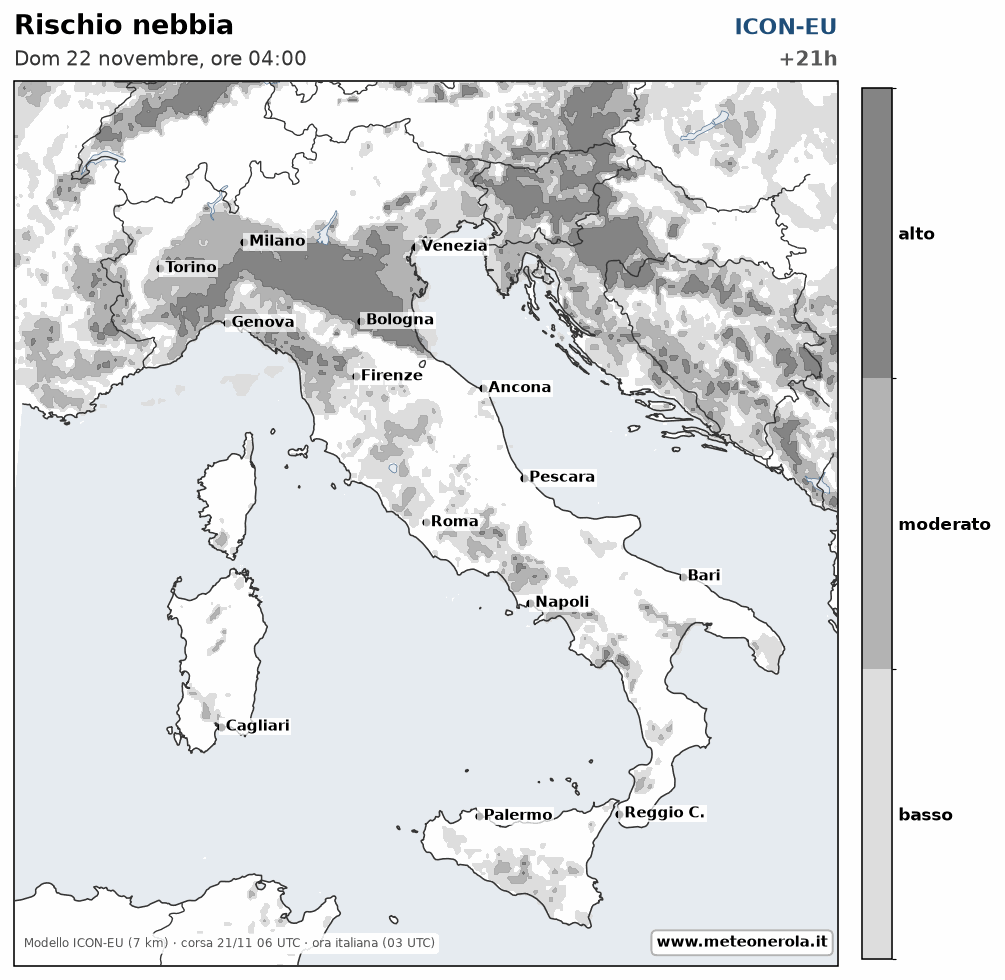 Rischio nebbia
ICON-EU
Dom 22 novembre, ore 04:00
+21h
alto
Milano
Venezia
Torino
Genova
Bologna
Firenze
Ancona
Pescara
Roma
moderato
Bari
Napoli
Cagliari
Palermo
Reggio C.
basso
Modello ICON-EU (7 km) · corsa 21/11 06 UTC · ora italiana (03 UTC)
www.meteonerola.it